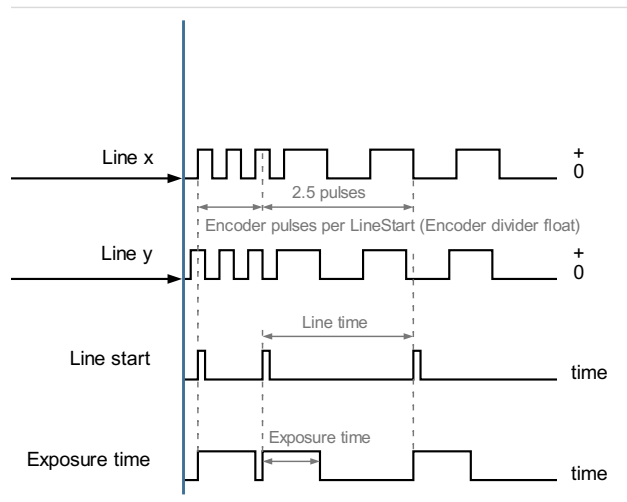 Line x
+
0
2.5 pulses
Encoder pulses per LineStart (Encoder divider float)
Line y
+
0
Line time
Line start
time
Exposure time
Exposure time
time